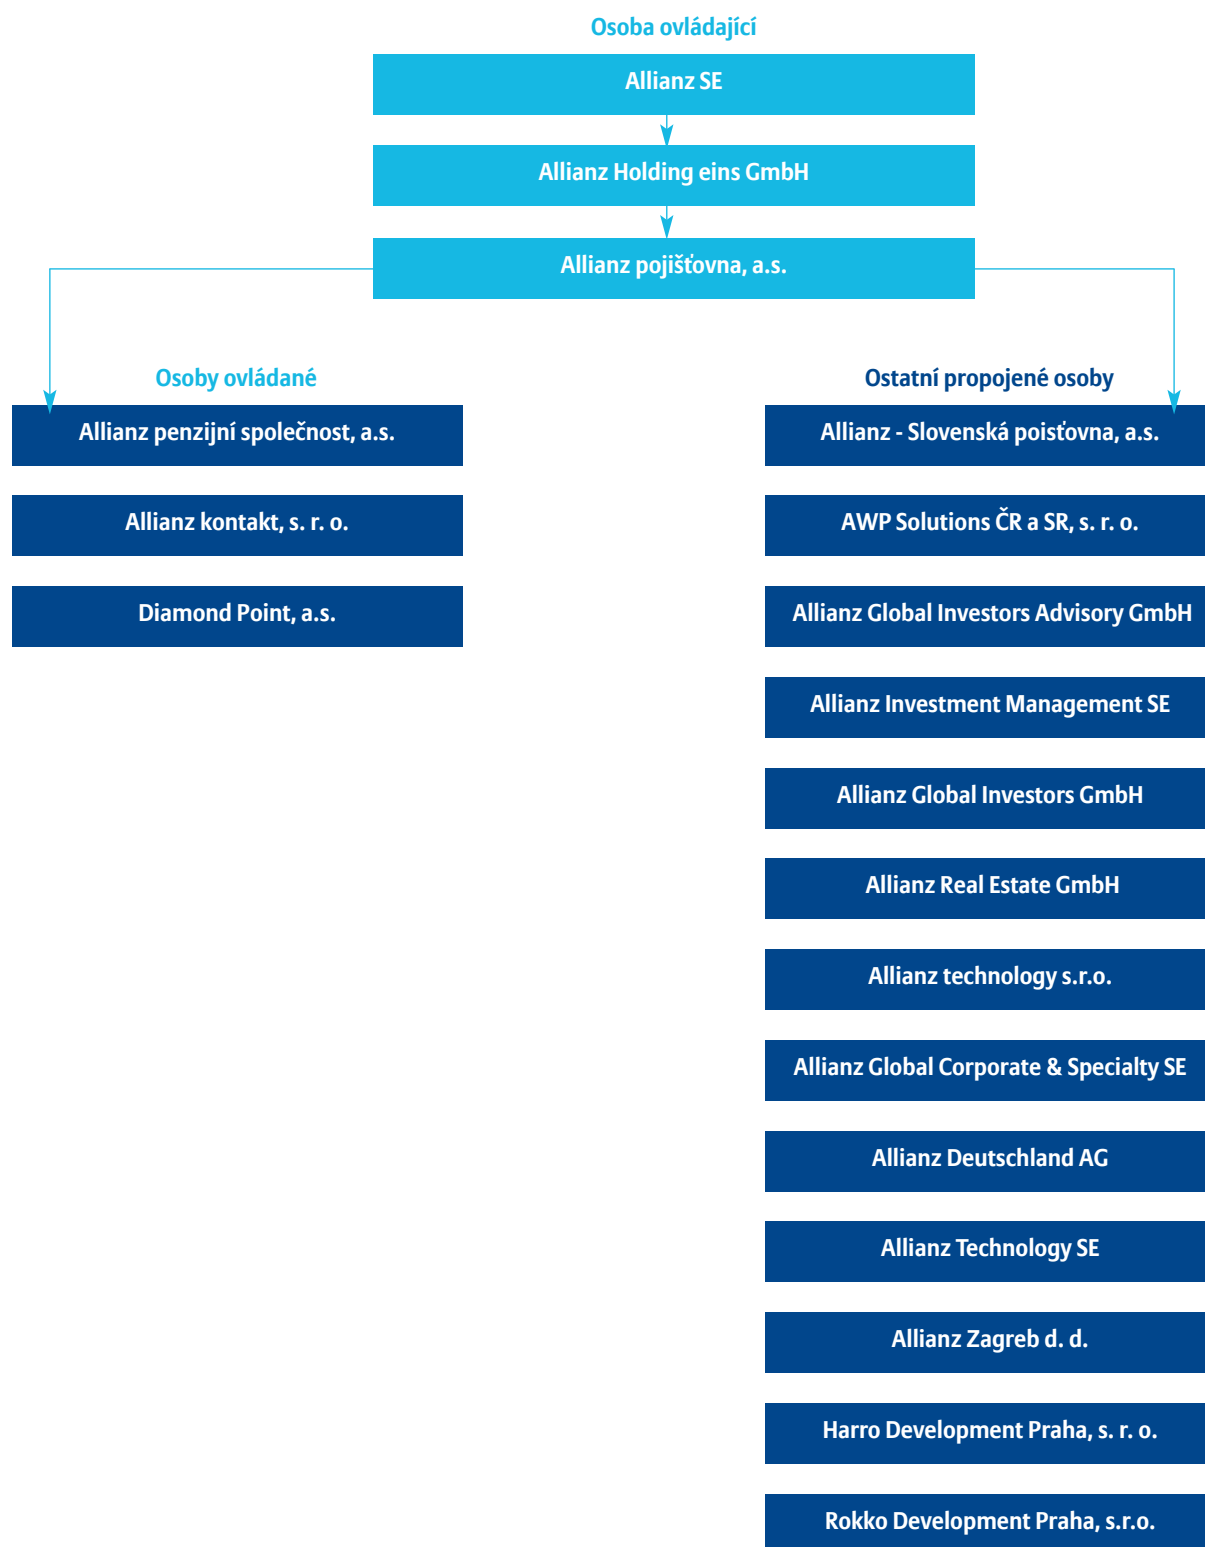 Osoba ovládající
Allianz SE
Allianz Holding eins GmbH
Allianz pojišťovna, a.s.
Osoby ovládané
Allianz penzijní společnost, a.s.
Allianz kontakt, s. r. o.
Diamond Point, a.s.
Ostatní propojené osoby
Allianz - Slovenská poisťovna, a.s.
AWP Solutions ČR a SR, s. r. o.
Allianz Global Investors Advisory GmbH
Allianz Investment Management SE
Allianz Global Investors GmbH
Allianz Real Estate GmbH
Allianz technology s.r.o.
Allianz Global Corporate & Specialty SE
Allianz Deutschland AG
Allianz Technology SE
Allianz Zagreb d. d.
Harro Development Praha, s. r. o.
Rokko Development Praha, s.r.o.